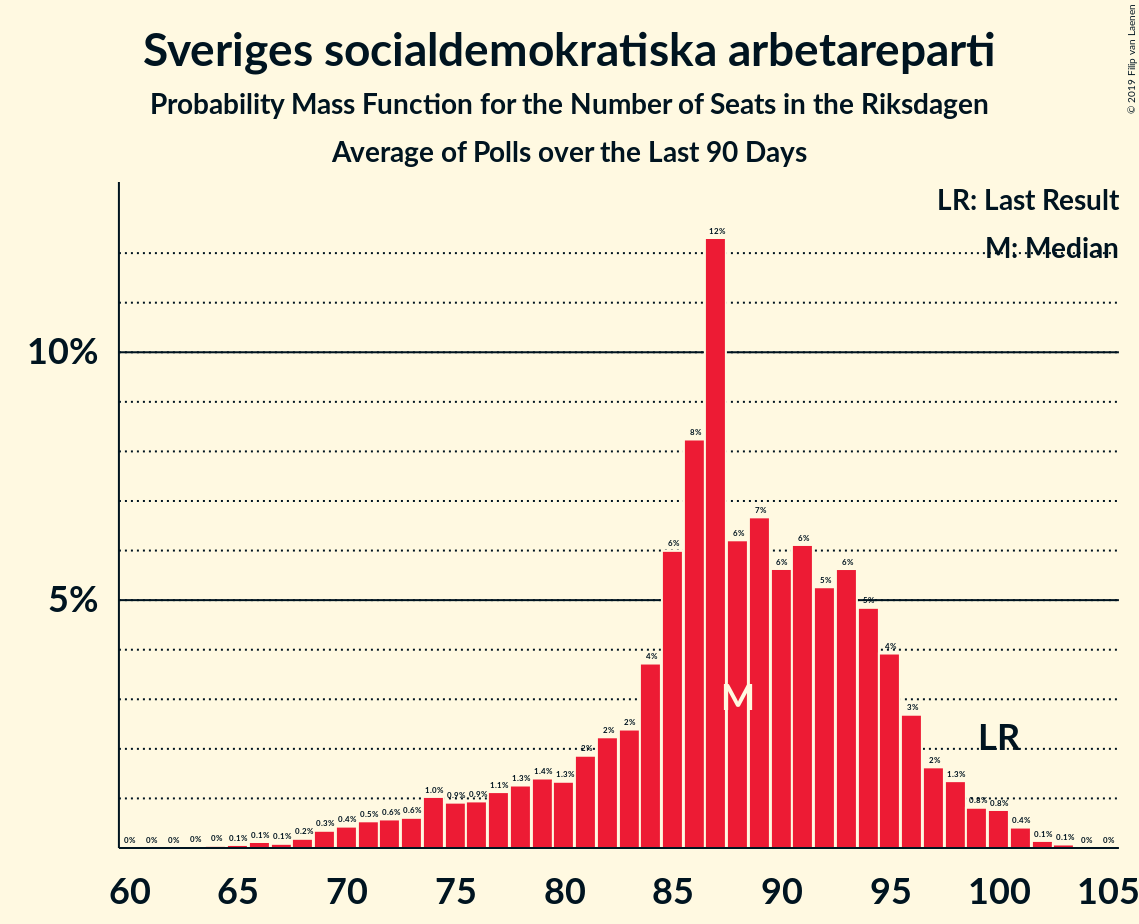 Sveriges socialdemokratiska arbetareparti
Probability Mass Function for the Number of Seats in the Riksdagen
Average of Polls over the Last 90 Days
© 2019 Filip van Laenen
LR: Last Result
M: Median
10%
5%
0% 0% 0% 0% 0% 0.1% 0.1% 0.1% 0.2% 0.3% 0.4% 0.5% 0.6% 0.6% 1.0% 0.9% 0.9% 1.1% 1.3% 1.4% 1.3% 2% 2% 2% 4% 6% 8% 12% 6% 7% 6% 6% 5% 6% 5% 4% 3% 2% 1.3% 0.8% 0.8% 0.4% 0.1% 0.1% 0% 0%
M
LR
60 65 70 75 80 85 90 95 100 105